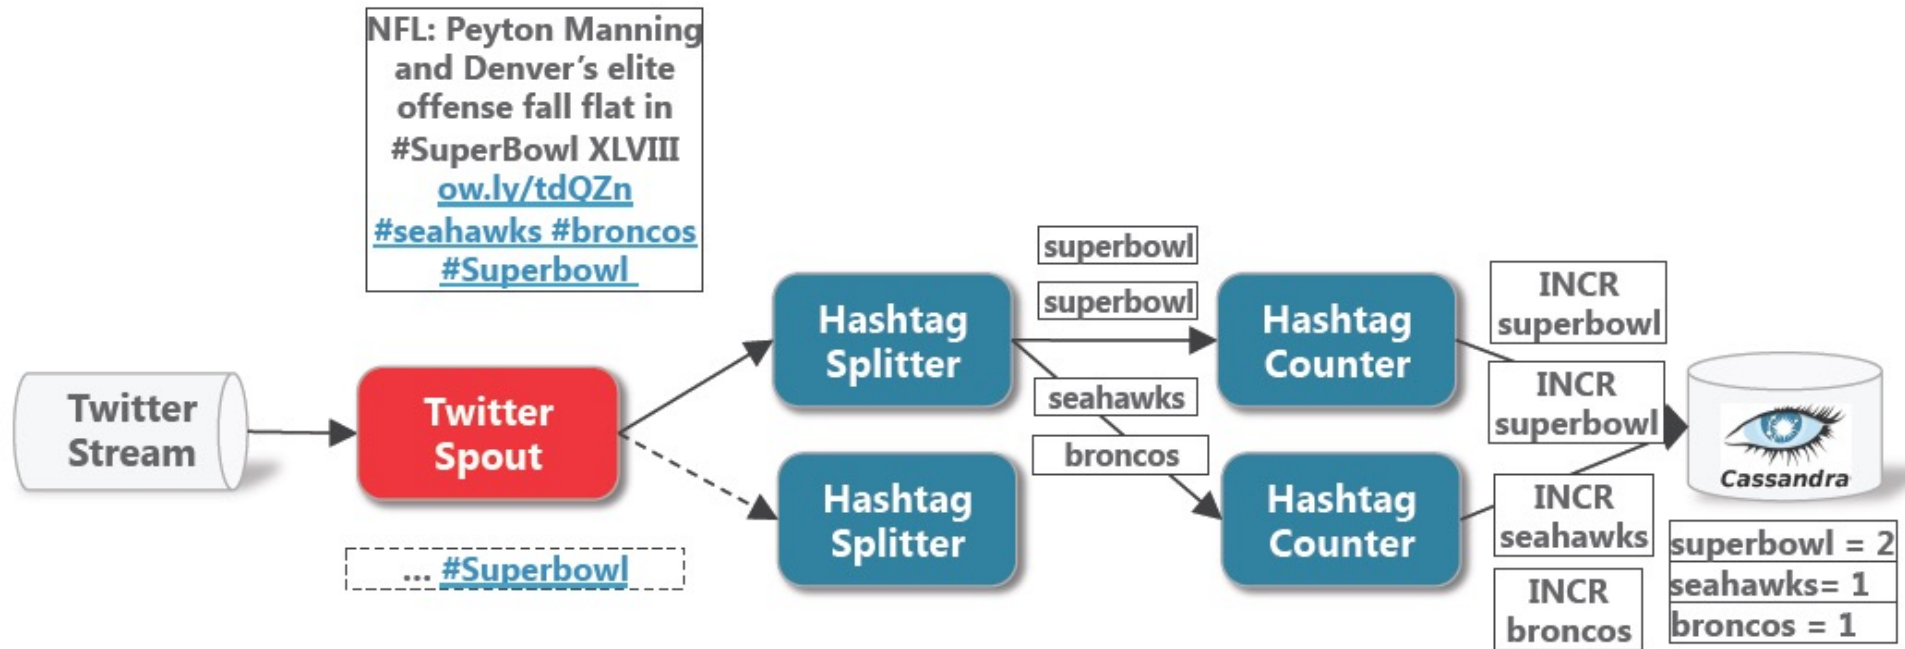 NFL: Peyton Manning
and Denver’s elite
offense fall flat in
#SuperBowl XLVIII
ow.ly/tdQZn
#seahawks #broncos
#Superbowl
Twitter
Stream
Twitter
Spout
... #Superbowl
Hashtag
Splitter
Hashtag
Splitter
superbowl
superbowl
seahawks
broncos
Hashtag
Counter
Hashtag
Counter
INCR
superbowl
INCR
superbowl
INCR
seahawks
INCR
broncos
Cassandra
superbowl = 2
seahawks= 1
broncos = 1